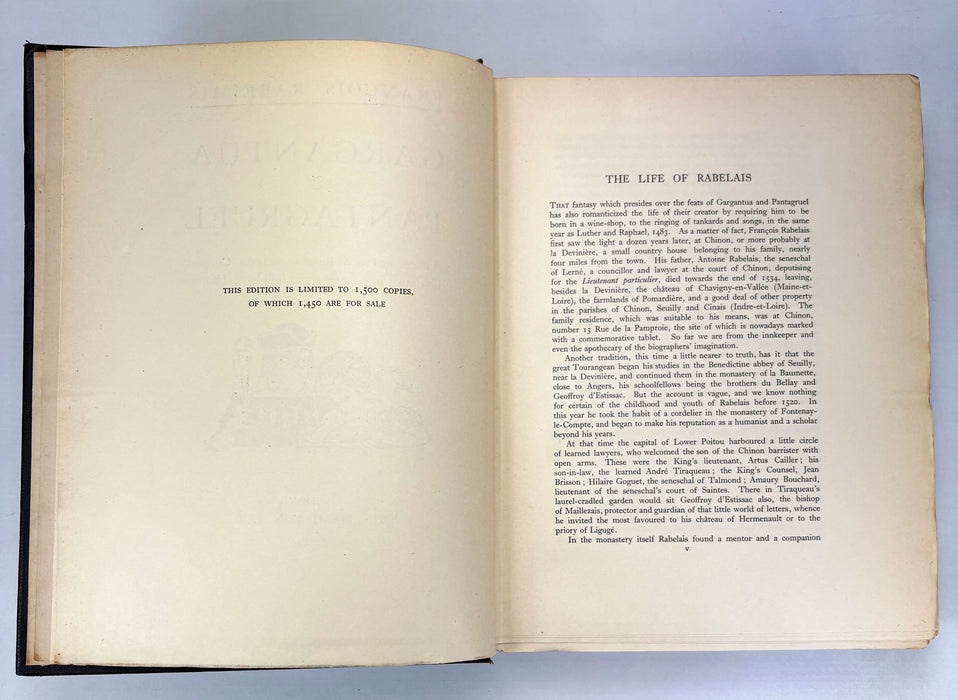 THIS EDITION IS LIMITED TO 1,500 COPIES,
OF WHICH 1,450 ARE FOR SALE
THE LIFE OF RABELAIS
THAT fantasy which presides over the feats of Gargantua and Pantagruel
has also romanticized the life of their creator by requiring him to be
born in a wine-shop, to the ringing of tankards and songs, in the same
year as Luther and Raphael, 1483. As a matter of fact, François Rabelais
first saw the light a dozen years later, at Chinon, or more probably at
la Devinière, a small country house belonging to his family, nearly
four miles from the town. His father, Antoine Rabelais, the seneschal
of Lerné, a councillor and lawyer at the court of Chinon, deputising
for the Lieutenant particulier, died towards the end of 1534, leaving,
besides la Devinière, the château of Chavigny-en-Vallée (Maine-et-
Loire), the farmlands of Pomardière, and a good deal of other property
in the parishes of Chinon, Seuilly and Cinais (Indre-et-Loire). The
family residence, which was suitable to his means, was at Chinon,
number 15 Rue de la Pamproie, the site of which is nowadays marked
with a commemorative tablet. So far we are from the innkeeper and
even the apothecary of the biographers' imagination.
Another tradition, this time a little nearer to truth, has it that the
great Tourangean began his studies in the Benedictine abbey of Seuilly,
near la Devinière, and continued them in the monastery of la Baumette,
close to Angers, his schoolfellows being the brothers du Bellay and
Geoffroy d'Estissac. But the account is vague, and we know nothing
for certain of the childhood and youth of Rabelais before 1520. In
this year he took the habit of a cordelier in the monastery of Fontenay-
le-Compte, and began to make his reputation as a humanist and a scholar
beyond his years.
At that time the capital of Lower Poitou harboured a little circle
of learned lawyers, who welcomed the son of the Chinon barrister with
open arms. These were the King's lieutenant, Artus Cailler; his
son-in-law, the learned André Tiraqueau; the King's Counsel, Jean
Brisson; Hilaire Goguet, the seneschal of Talmond; Amaury Bouchard,
lieutenant of the seneschal's court of Saintes. There in Tiraqueau's
laurel-cradled garden would sit Geoffroy d'Estissac also, the bishop
of Maillezais, protector and guardian of that little world of letters, whence
he invited the most favoured to his château of Hermenault or to the
priory of Ligugé.
In the monastery itself Rabelais found a mentor and a companion
v